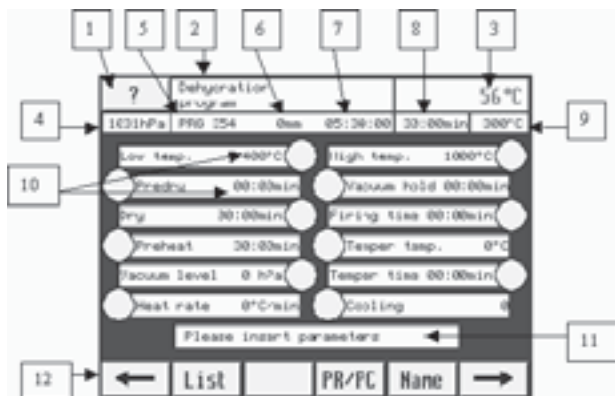 1 5 2 6 7 8 3
? Dehydration 56°C
program
4 1031hPa PRG 254 0mm 05:30:00 30:00min 300°C 9
Low temp. 400°C High temp. 1000°C
10 Predry 00:00min Vacuum hold 00:00min
Dry 00:00min Firing time 00:00min
Preheat 30:00min Temper temp. 0°C
Vacuum level 0 hPa Temper time 00:00min
Heat rate 0°C/min Cooling 0
Please insert parameters 11
12 ← List PR/FC Name →